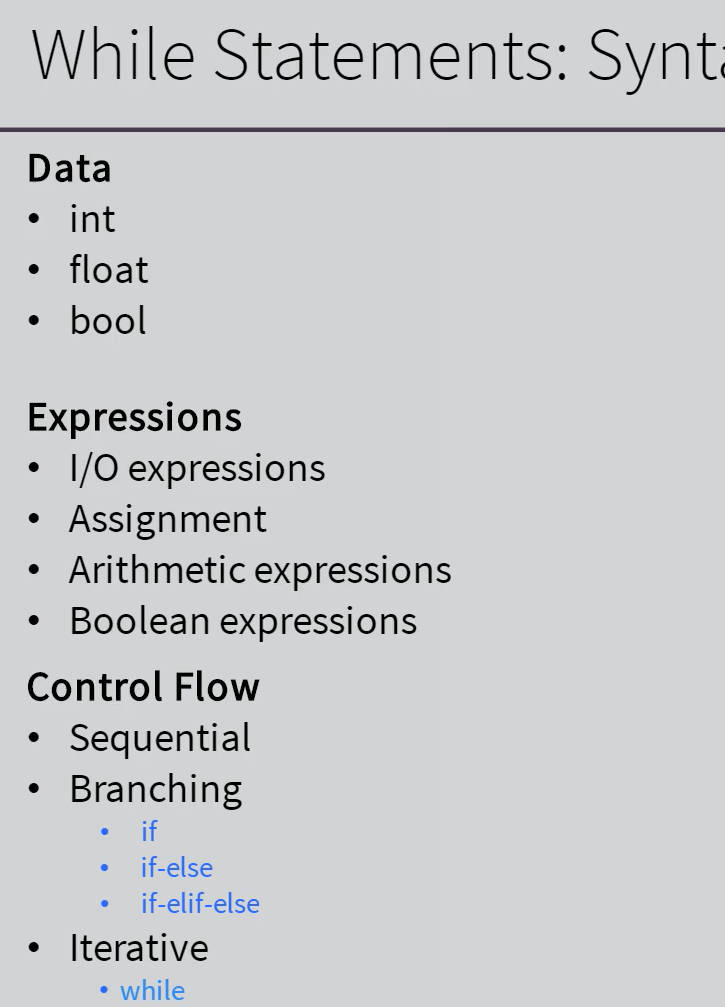 While Statements: Synta
Data
• int
• float
• bool
Expressions
• I/O expressions
• Assignment
• Arithmetic expressions
• Boolean expressions
Control Flow
• Sequential
• Branching
• if
• if-else
• if-elif-else
• Iterative
• while